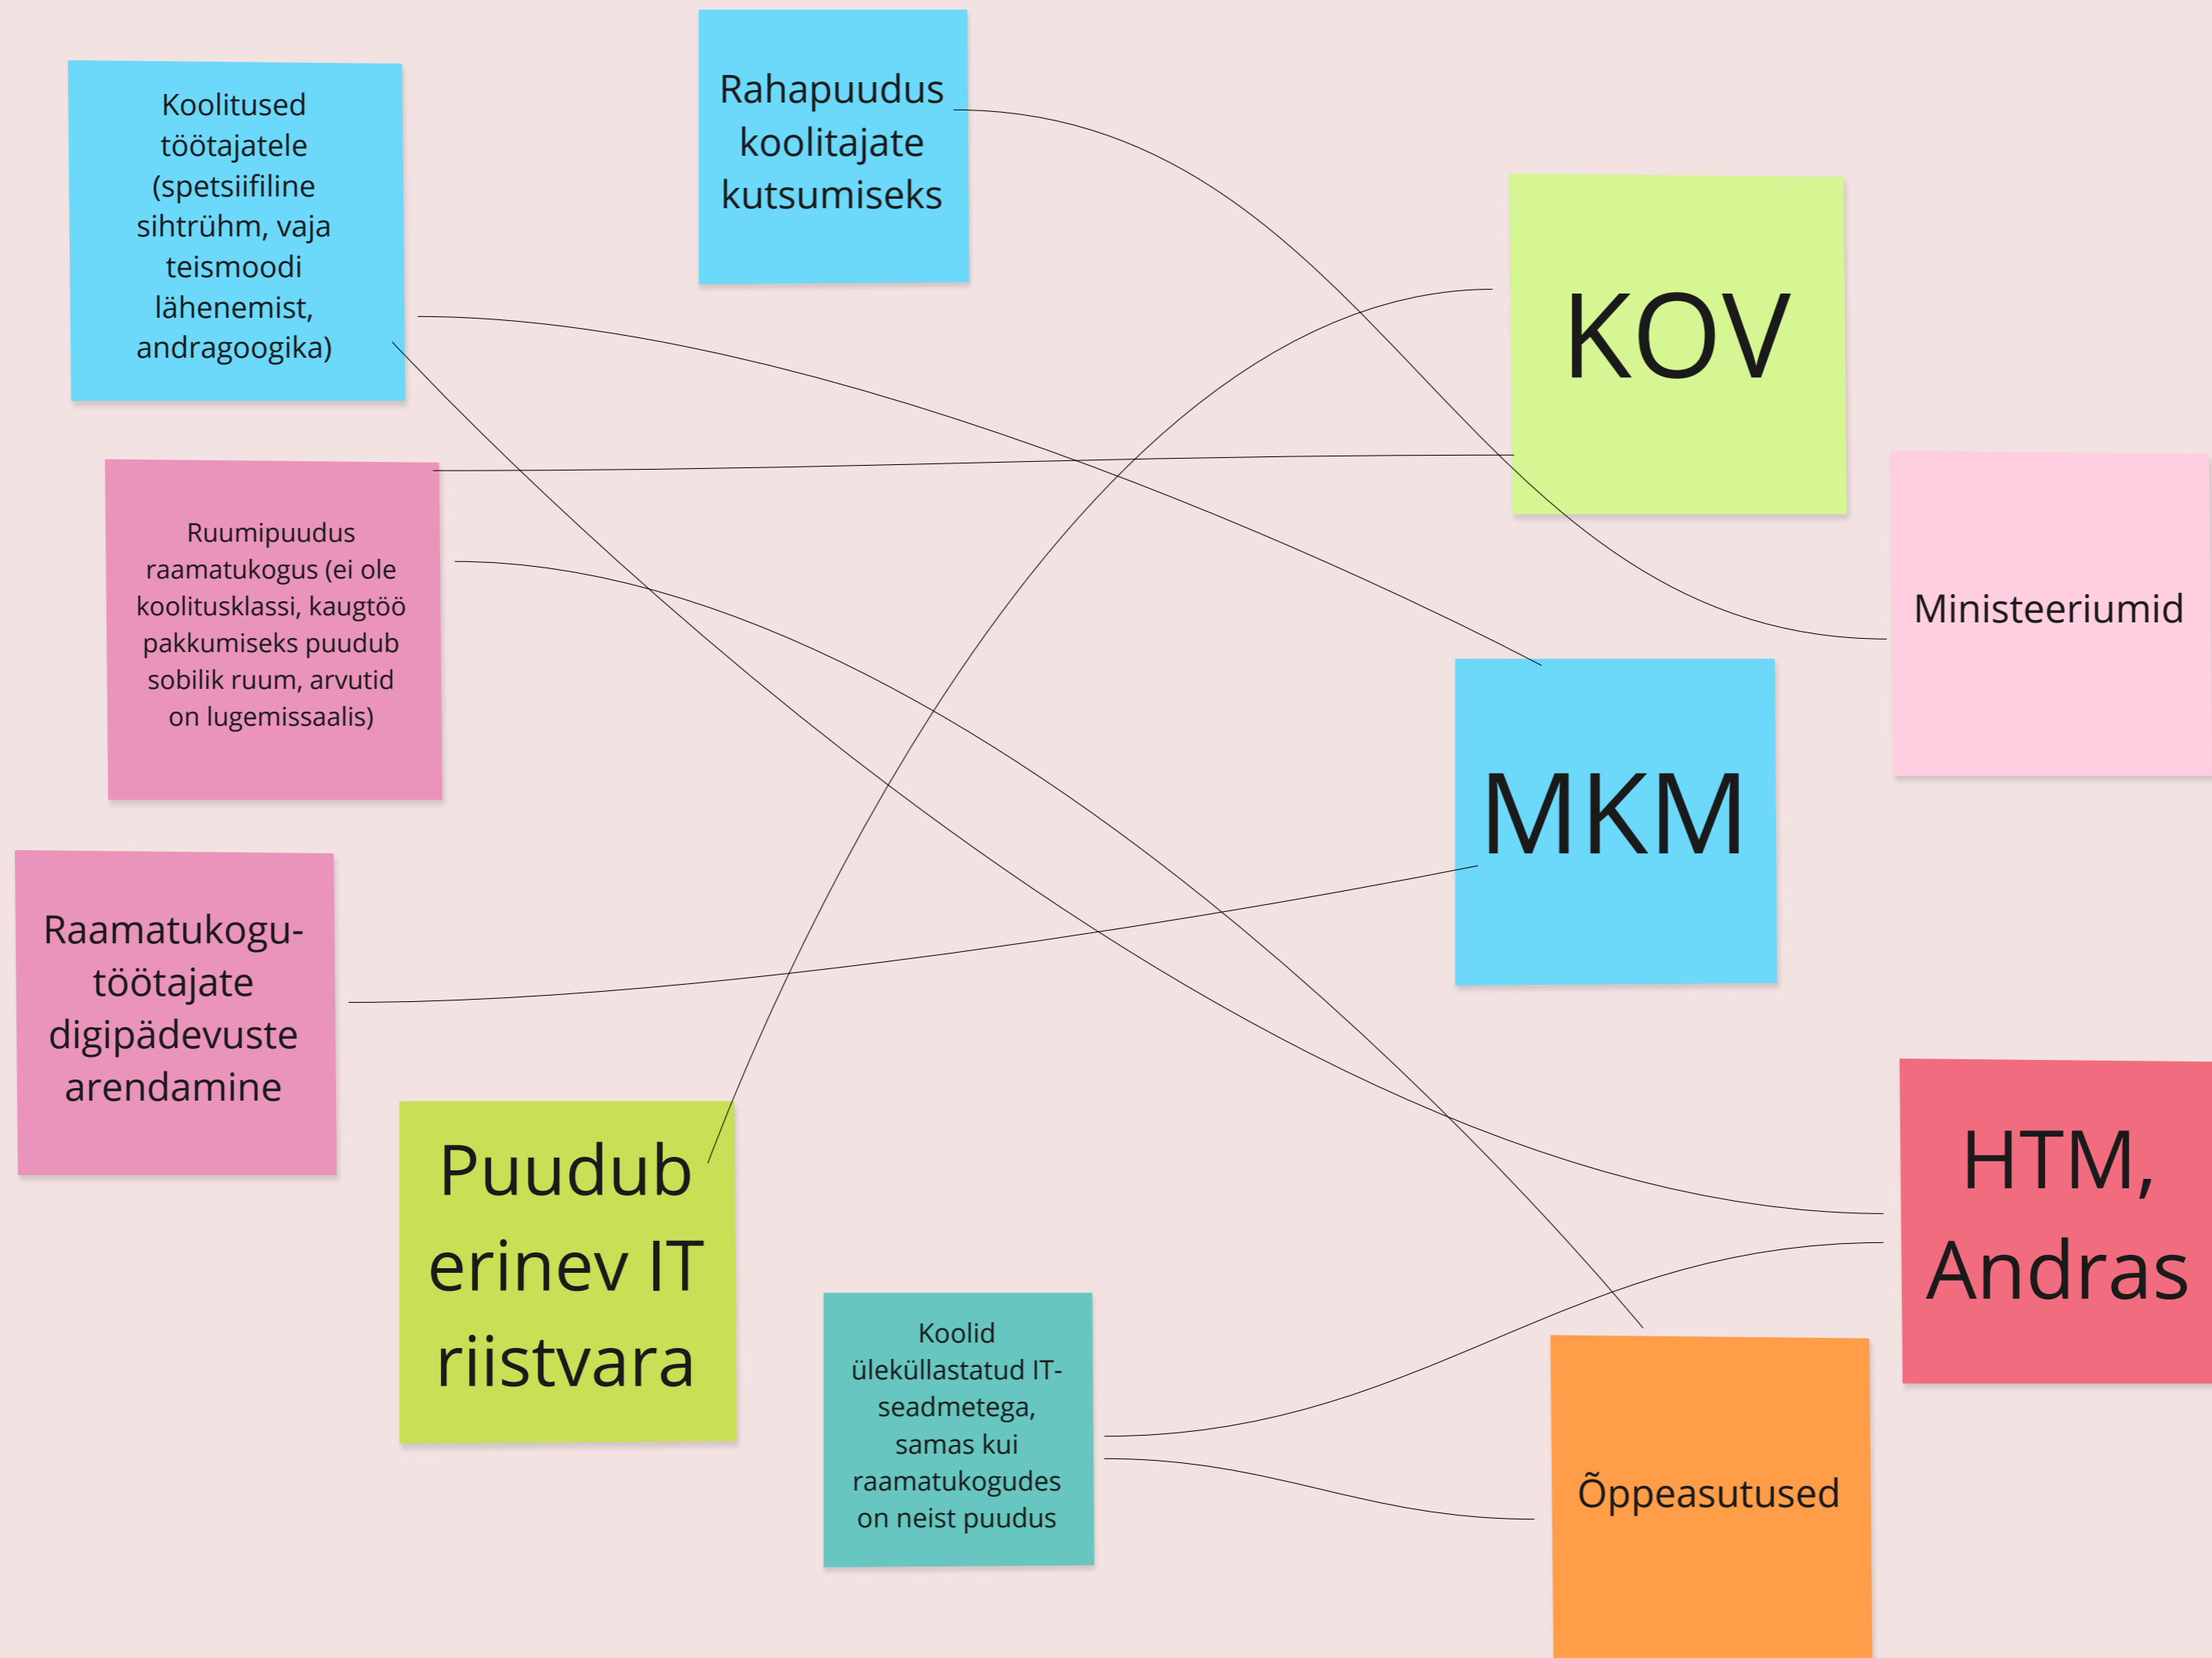 Koolitused
töötajatele
(spetsiifiline
sihtrühm, vaja
teismoodi
lähenemist,
andragoogika)
Rahapuudus
koolitajate
kutsumiseks
KOV
Ruumipuudus
raamatukogus (ei ole
koolitusklassi, kaugtöö
pakkumiseks puudub
sobilik ruum, arvutid
on lugemissaalis)
Ministeeriumid
MKM
Raamatukogu-
töötajate
digipädevuste
arendamine
Puudub
erinev IT
riistvara
HTM,
Andras
Koolid
üleküllastatud IT-
seadmetega,
samas kui
raamatukogudes
on neist puudus
Õppeasutused